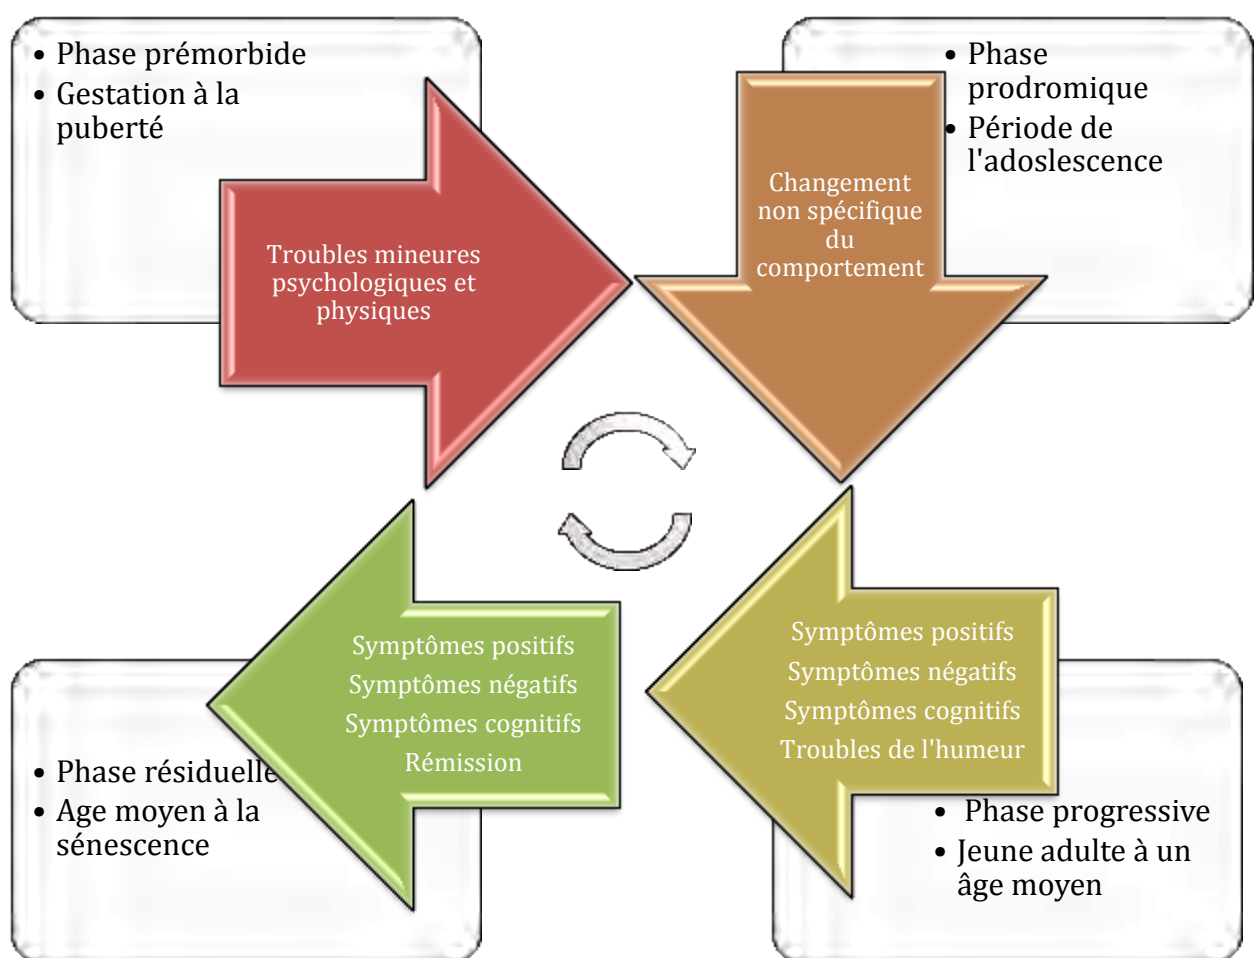 • Phase prémorbide
• Gestation à la
puberté
Troubles mineures
psychologiques et
physiques
• Phase
prodromique
• Période de
l'adoslescence
Changement
non spécifique
du
comportement
Symptômes positifs
Symptômes négatifs
Symptômes cognitifs
Troubles de l'humeur
• Phase progressive
• Jeune adulte à un
âge moyen
Symptômes positifs
Symptômes négatifs
Symptômes cognitifs
Rémission
• Phase résiduelle
• Age moyen à la
sénescence